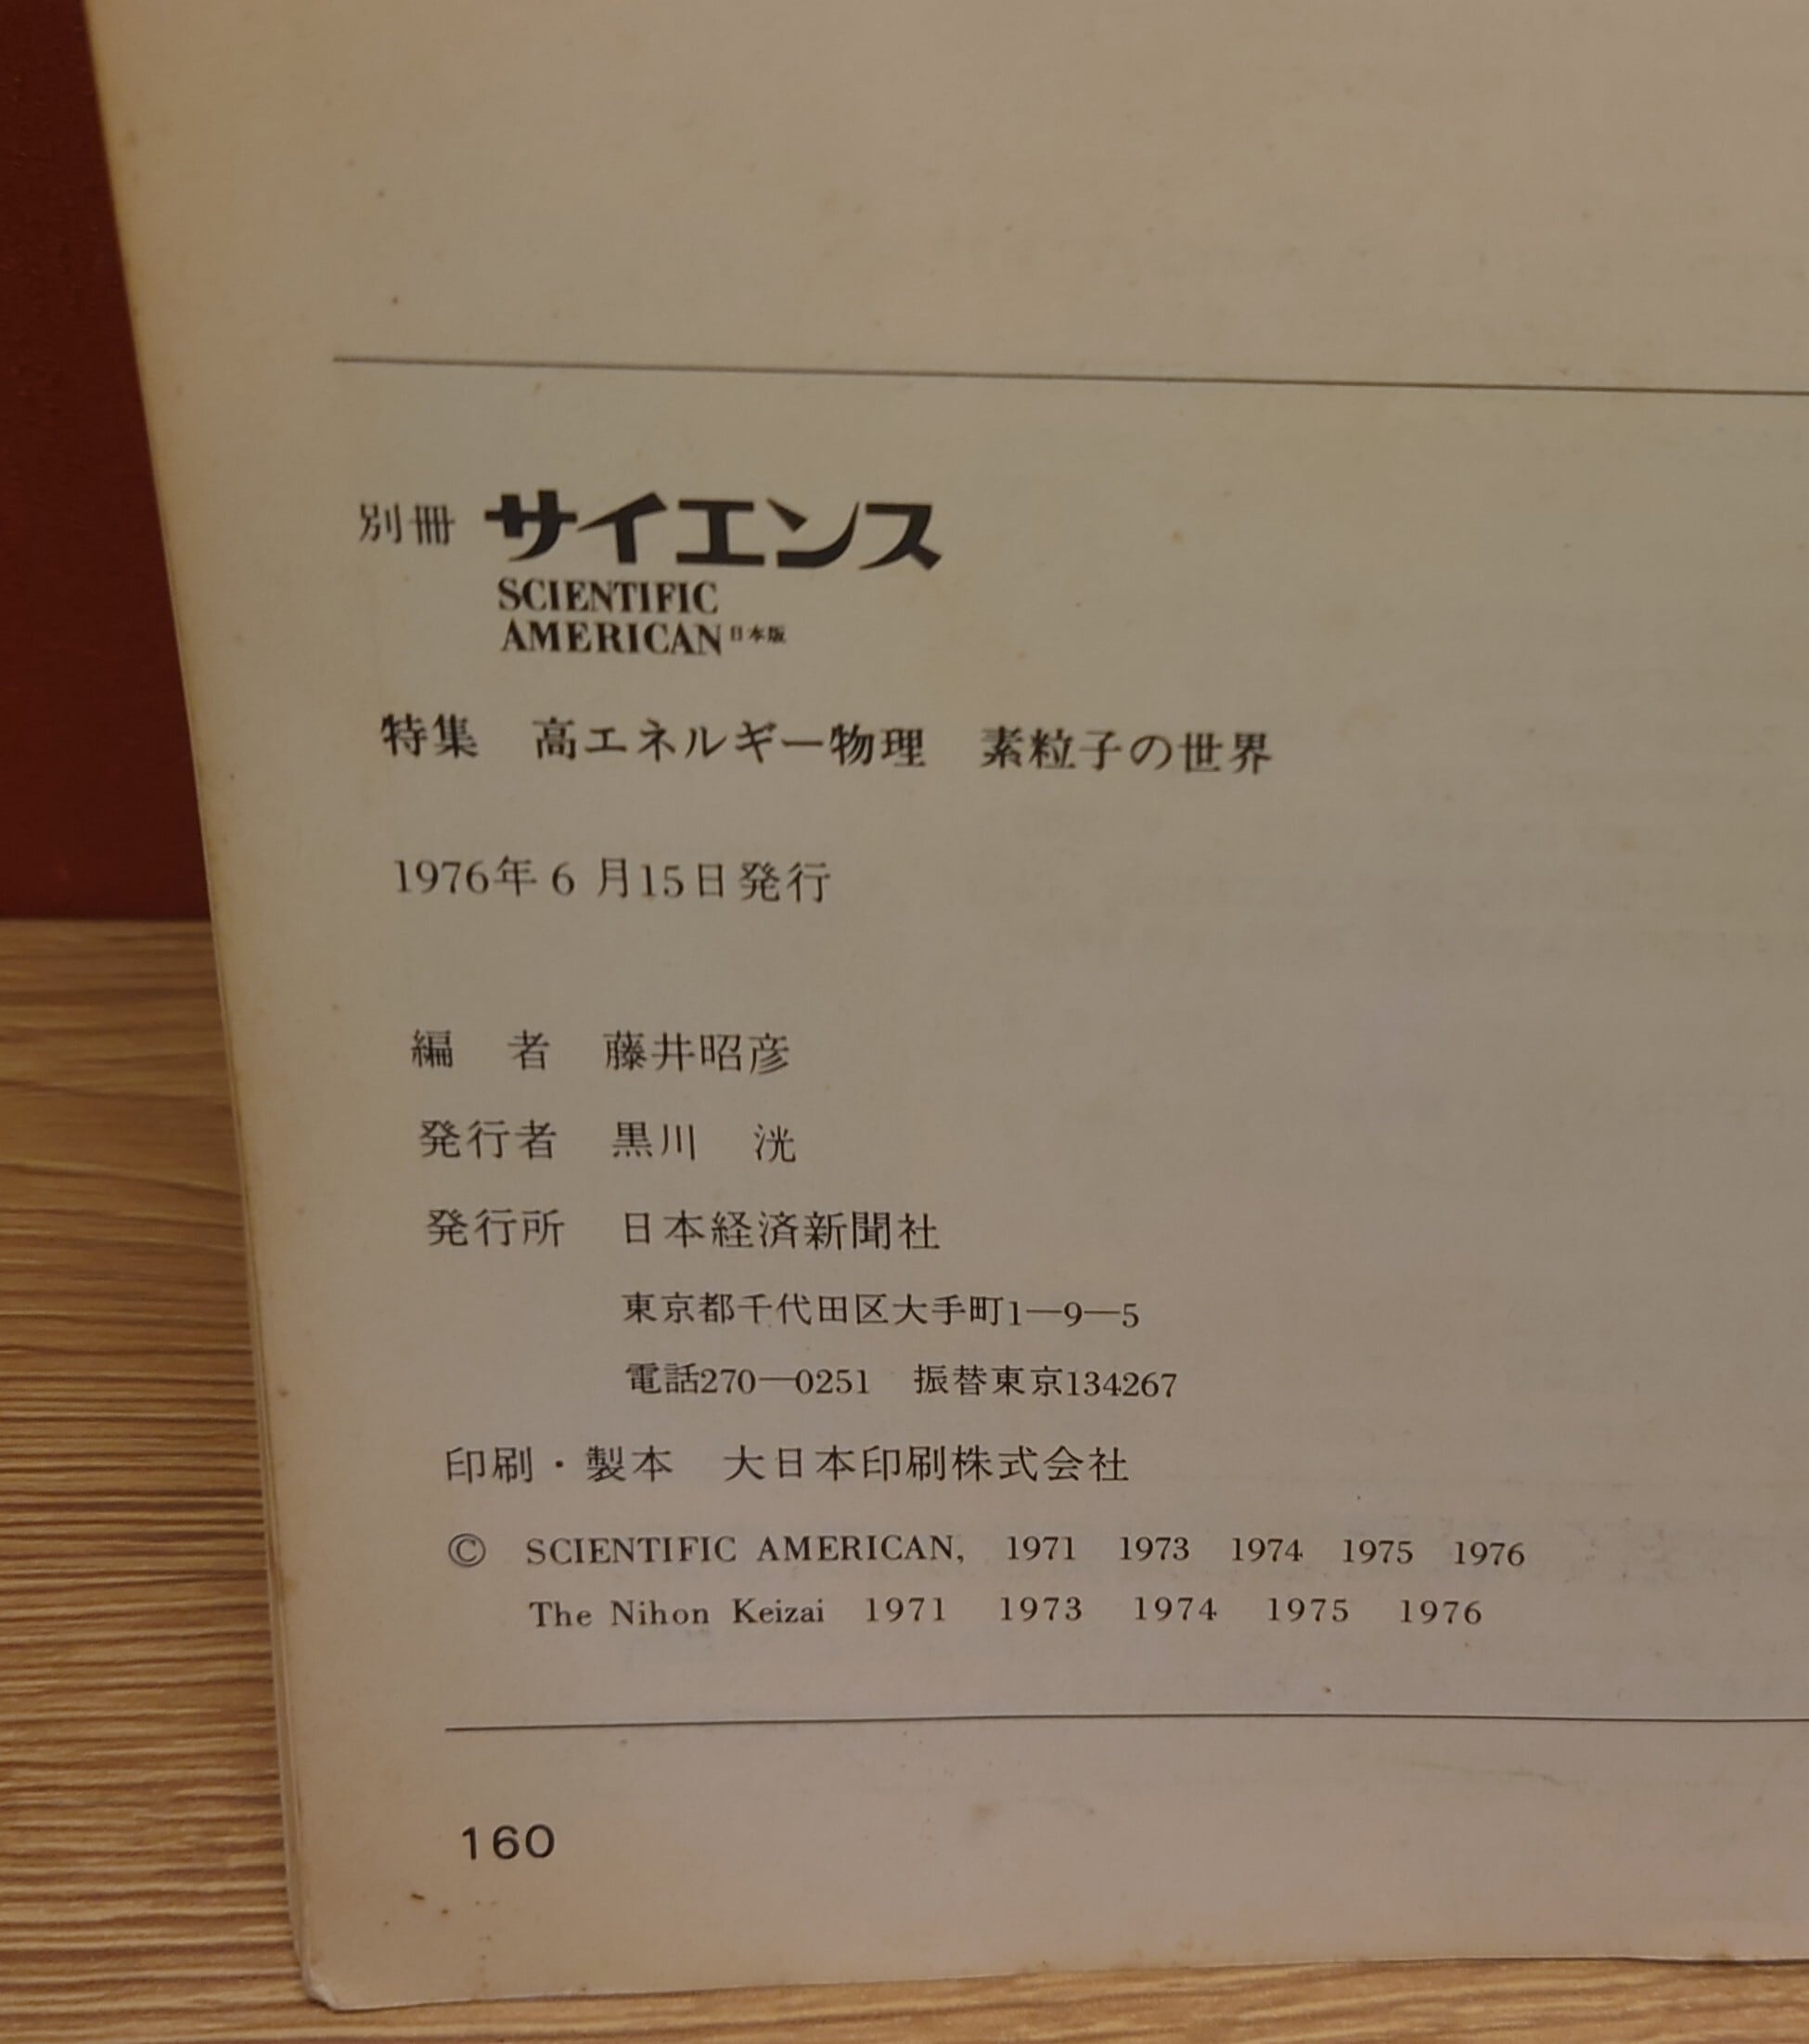 別冊 サイエンス
SCIENTIFIC
AMERICAN 日本版
特集　高エネルギー物理　素粒子の世界
1976年6月15日発行
編　者　藤井昭彦
発行者　黒川　洸
発行所　日本経済新聞社
東京都千代田区大手町1―9―5
電話270―0251　振替東京134267
印刷・製本　大日本印刷株式会社
© SCIENTIFIC AMERICAN, 1971 1973 1974 1975 1976
The Nihon Keizai 1971 1973 1974 1975 1976
160